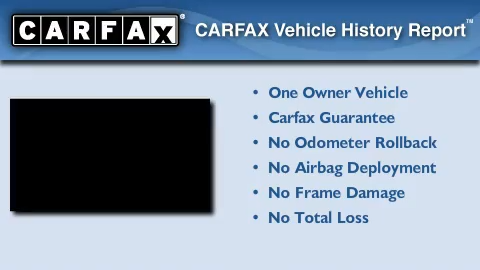 CARFAX® CARFAX Vehicle History Report™
• One Owner Vehicle
• Carfax Guarantee
• No Odometer Rollback
• No Airbag Deployment
• No Frame Damage
• No Total Loss